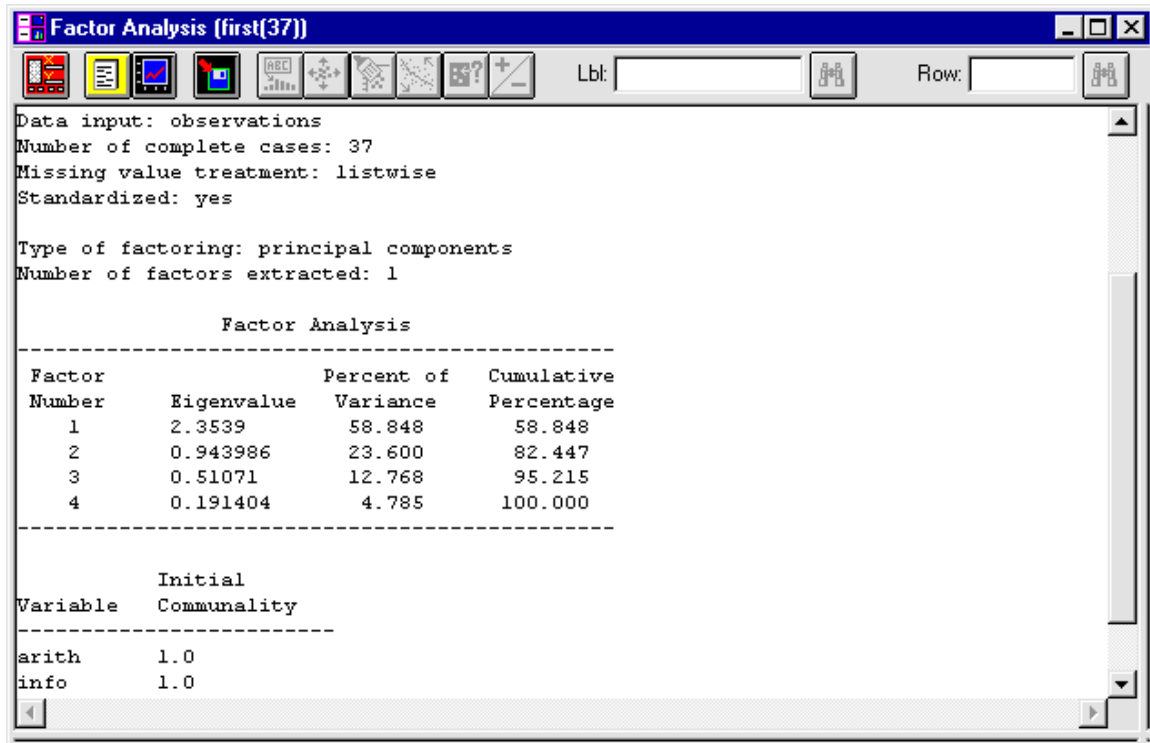 Factor Analysis (first(37))
ABC Lbl: Row:
Data input: observations
Number of complete cases: 37
Missing value treatment: listwise
Standardized: yes
Type of factoring: principal components
Number of factors extracted: 1
Factor Analysis
Factor Percent of Cumulative
Number Eigenvalue Variance Percentage
1 2.3539 58.848 58.848
2 0.943986 23.600 82.447
3 0.51071 12.768 95.215
4 0.191404 4.785 100.000
Initial
Variable Communality
arith 1.0
info 1.0